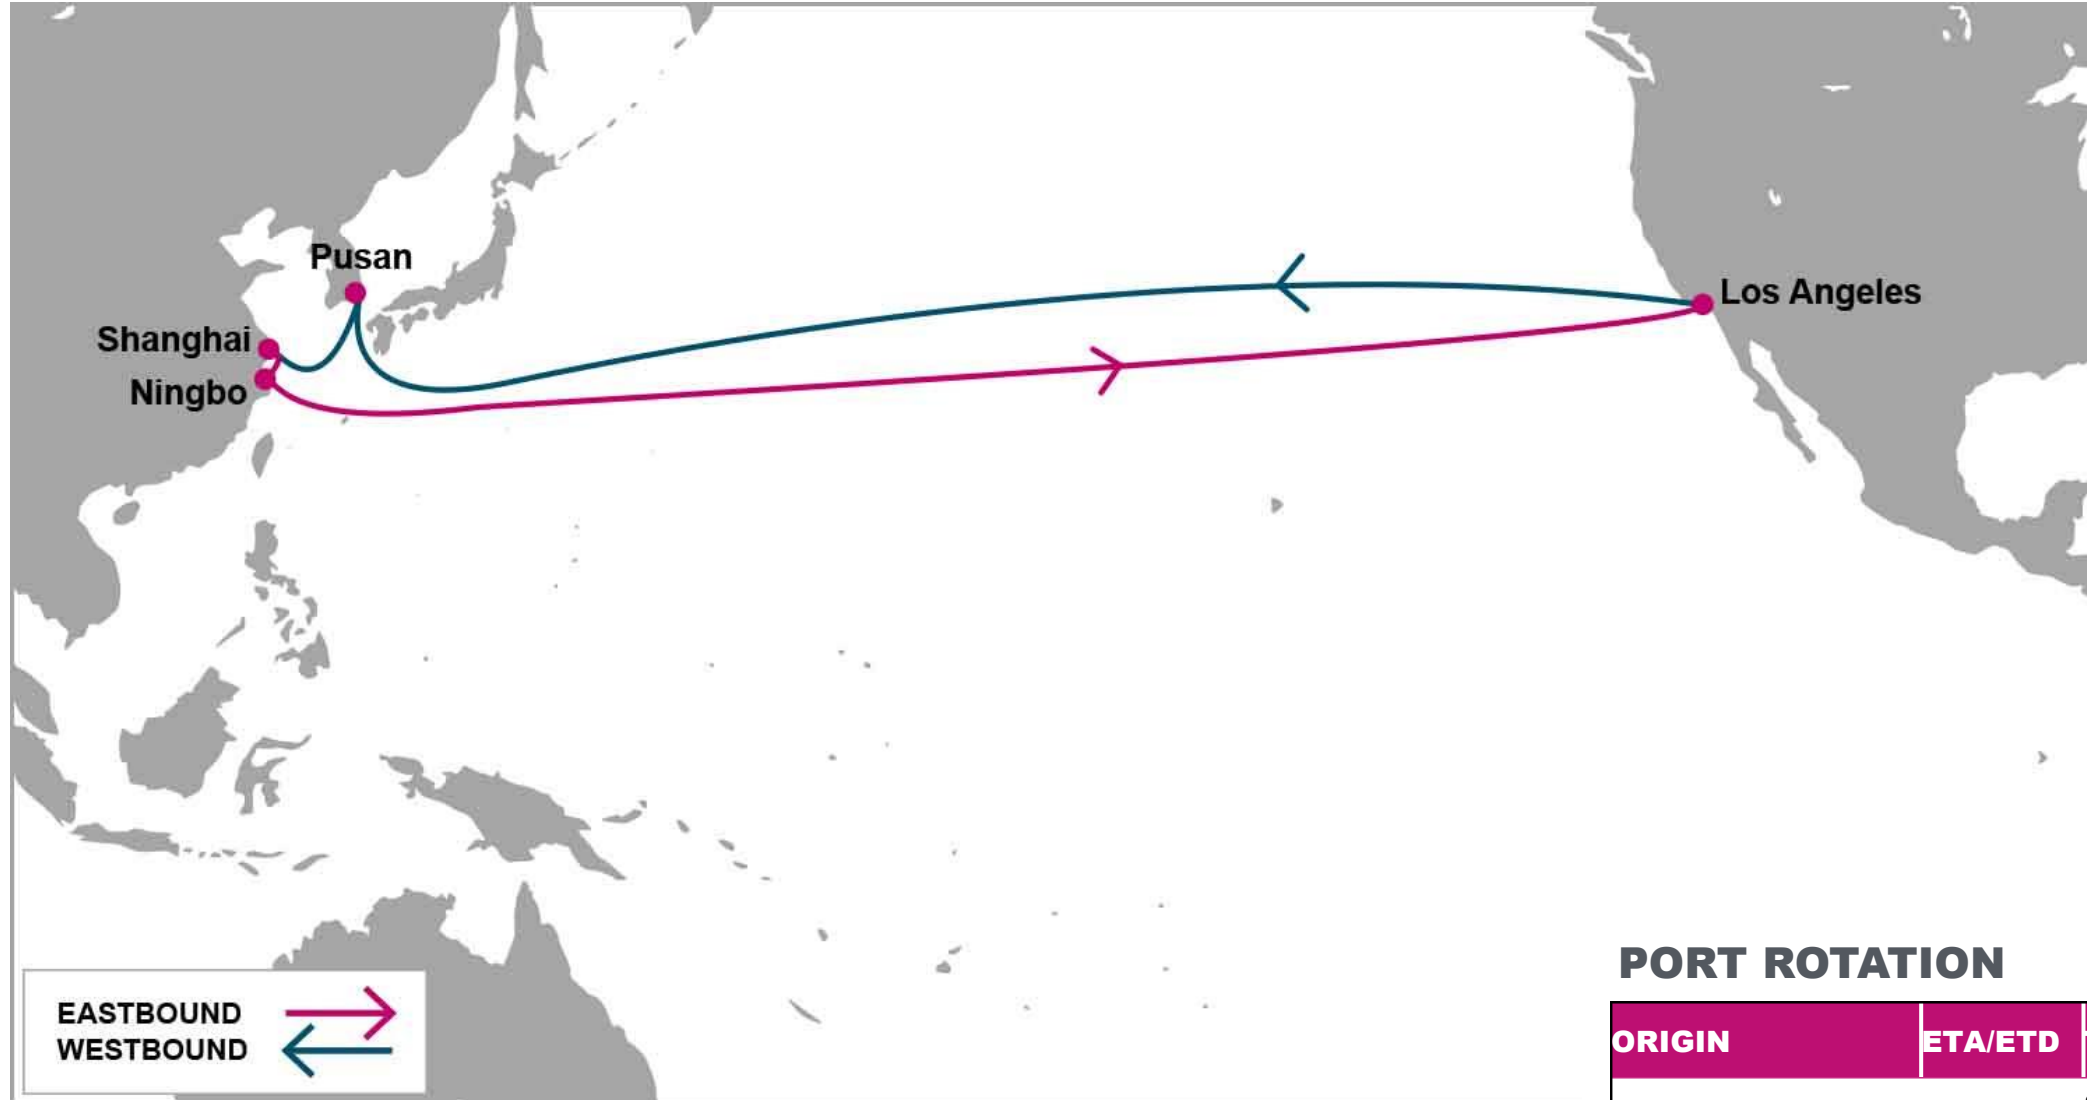 Pusan
Los Angeles
Shanghai
Ningbo
PORT ROTATION
EASTBOUND
WESTBOUND
ORIGIN
ETA/ETD